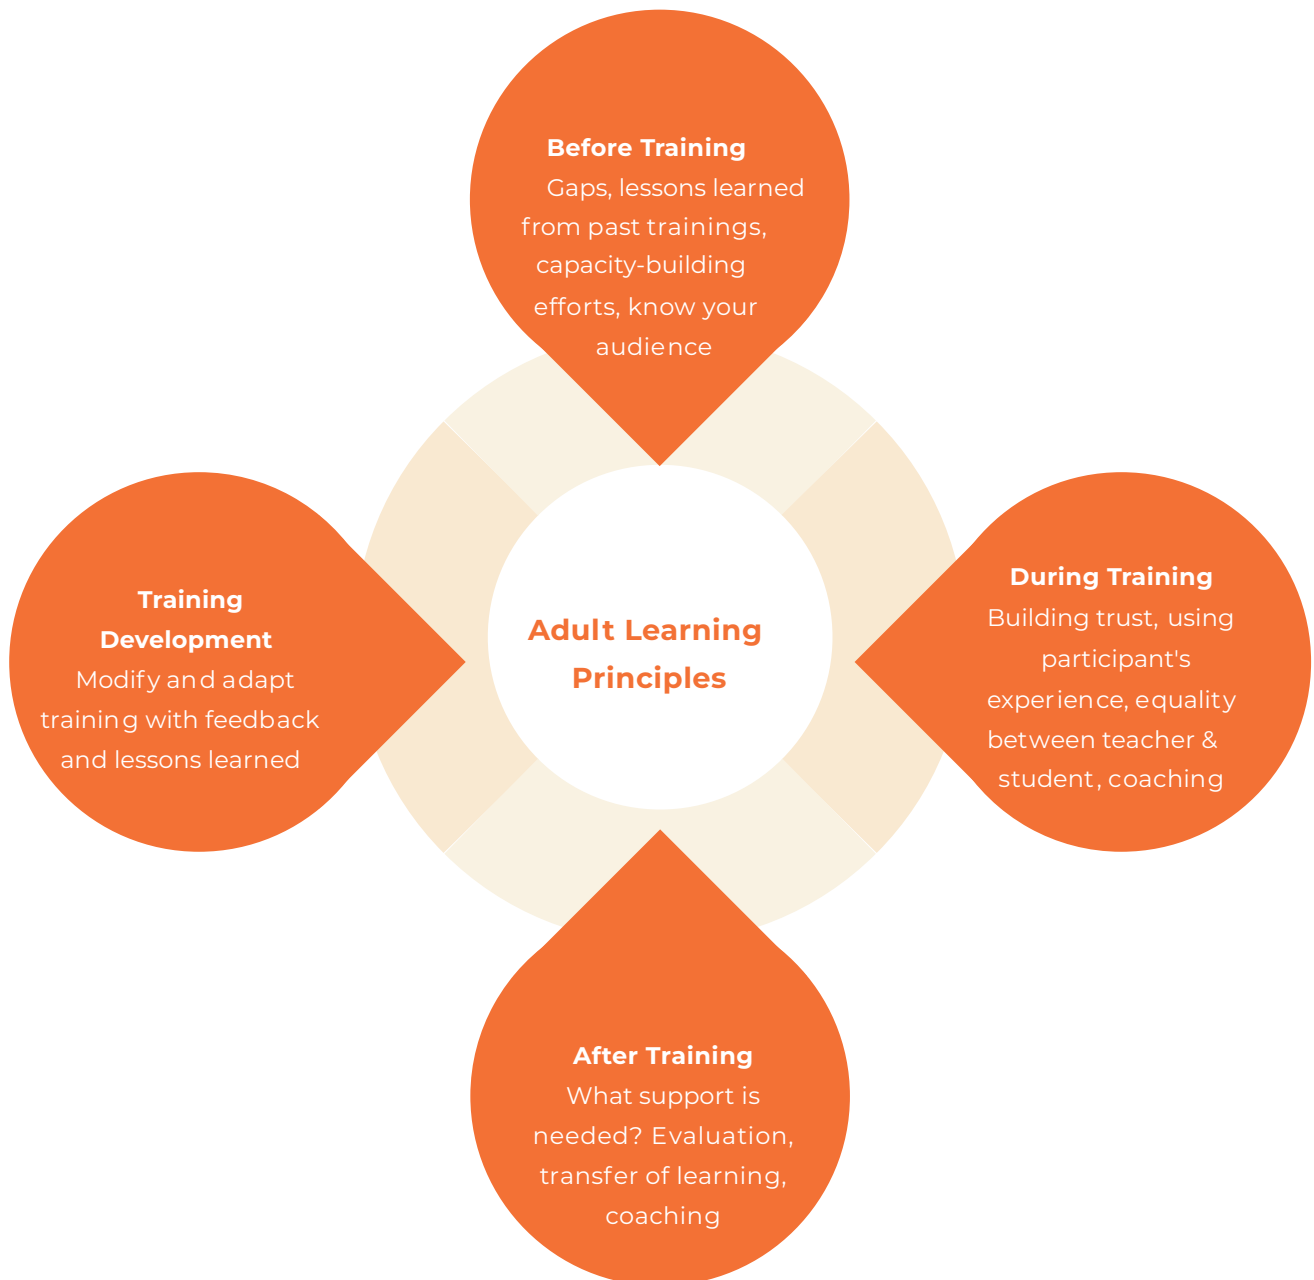 Before Training
Gaps, lessons learned
from past trainings,
capacity-building
efforts, know your
audience
Training
Development
Modify and adapt
training with feedback
and lessons learned
Adult Learning
Principles
During Training
Building trust, using
participant's
experience, equality
between teacher &
student, coaching
After Training
What support is
needed? Evaluation,
transfer of learning,
coaching